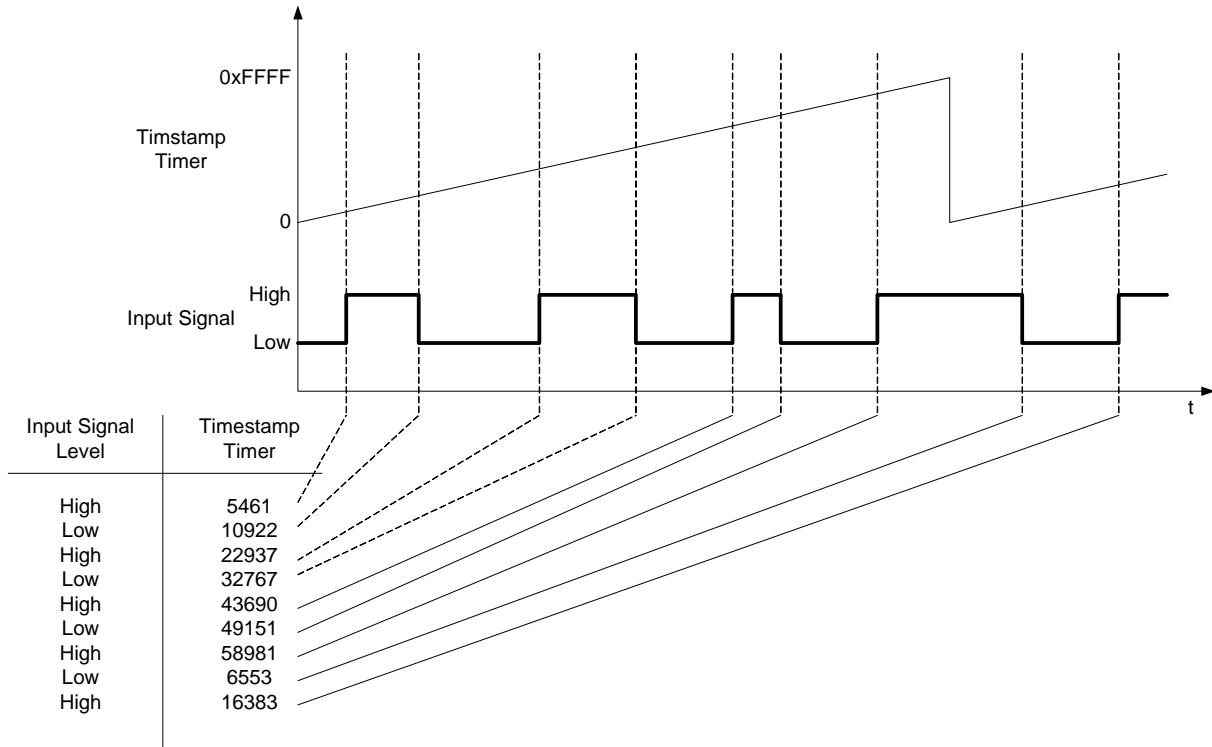 0xFFFF
Timstamp
Timer
0
High
Input Signal
Low
t
Input Signal
Level
Timestamp
Timer
High 5461
Low 10922
High 22937
Low 32767
High 43690
Low 49151
High 58981
Low 6553
High 16383